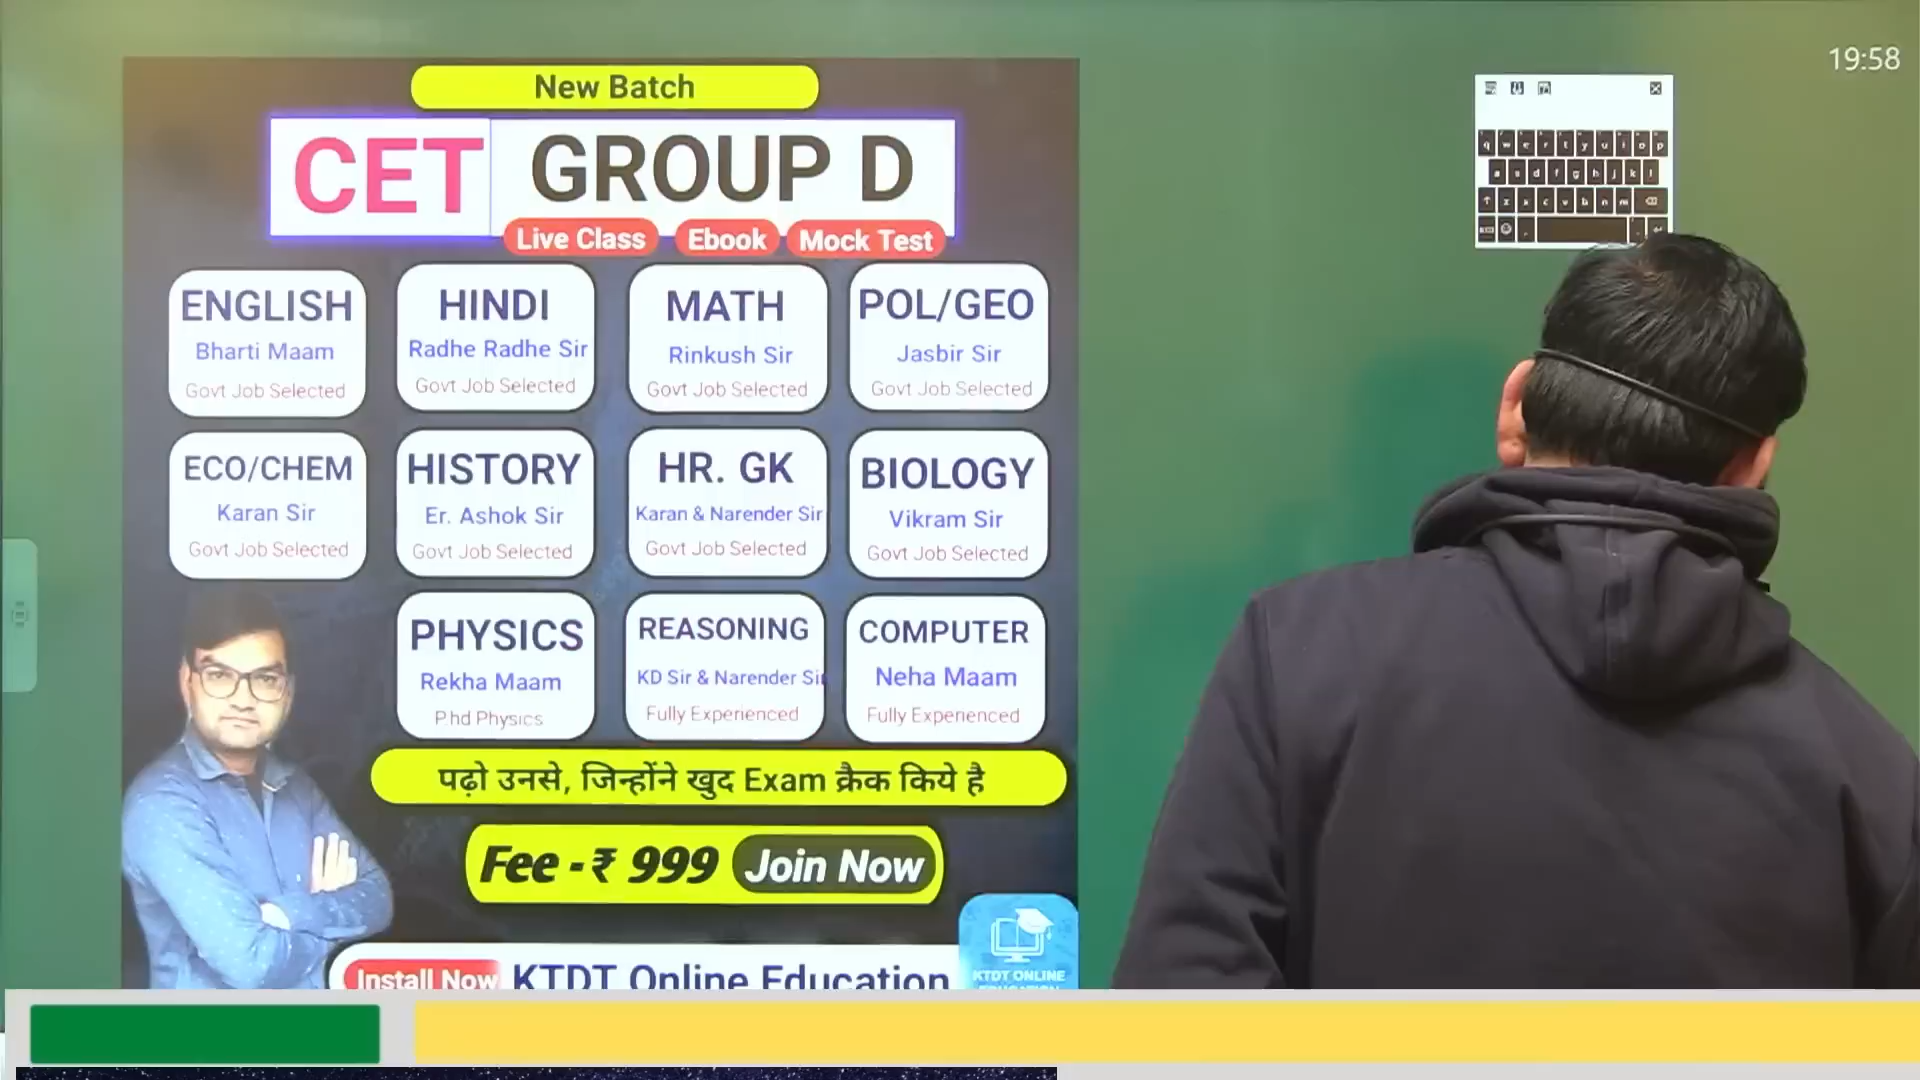 19:58
New Batch
CET GROUP D
Live Class Ebook Mock Test
ENGLISH
Bharti Maam
Govt Job Selected
HINDI
Radhe Radhe Sir
Govt Job Selected
MATH
Rinkush Sir
Govt Job Selected
POL/GEO
Jasbir Sir
Govt Job Selected
ECO/CHEM
Karan Sir
Govt Job Selected
HISTORY
Er. Ashok Sir
Govt Job Selected
HR. GK
Karan & Narender Sir
Govt Job Selected
BIOLOGY
Vikram Sir
Govt Job Selected
PHYSICS
Rekha Maam
Phd Physics
REASONING
KD Sir & Narender Sir
Fully Experienced
COMPUTER
Neha Maam
Fully Experienced
पढ़ो उनसे, जिन्होंने खुद Exam क्रैक किये है
Fee - ₹ 999 Join Now
Install Now KTDT Online Education
KTDT ONLINE
EDUCATION
q w e r t y u i o p
a s d f g h j k l
z x c v b n m